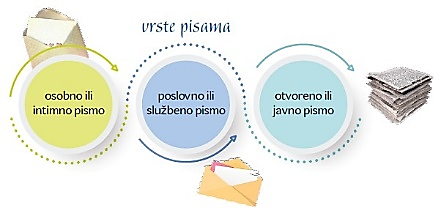 vrste pisama
osobno ili
intimno pismo
poslovno ili
službeno pismo
otvoreno ili
javno pismo